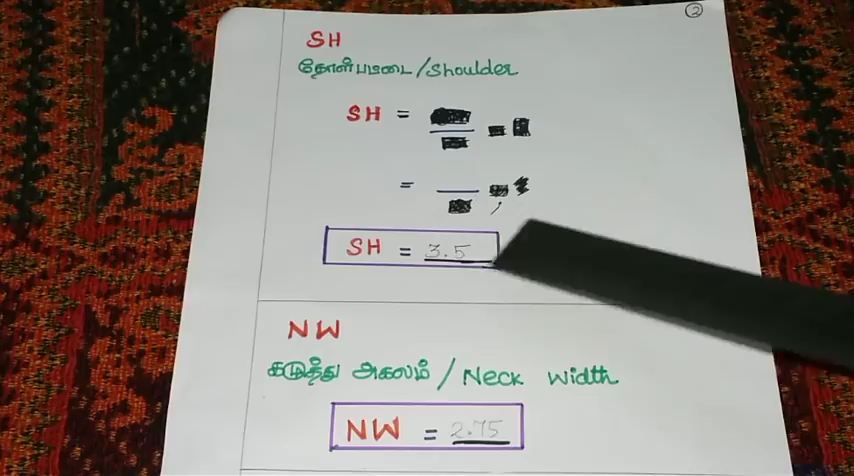 2
SH
தோள்பட்டை / Shoulder
SH =
=
SH = 3.5
NW
கழுத்து அகலம் / Neck Width
NW = 2.75